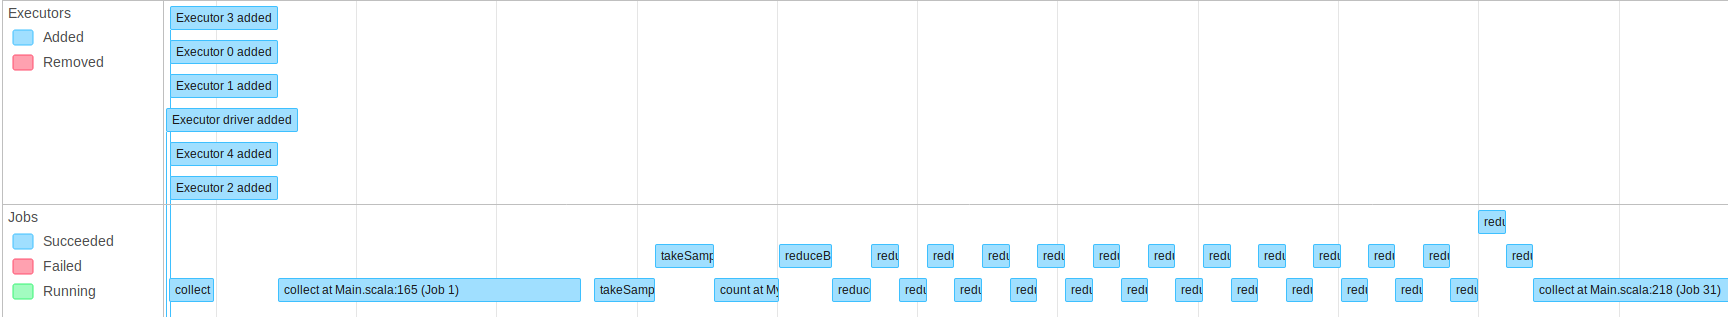 Executors
Added
Removed
Executor 3 added
Executor 0 added
Executor 1 added
Executor driver added
Executor 4 added
Executor 2 added
Jobs
Succeeded
Failed
Running
redu
takeSamp reduceB redu redu redu redu redu redu redu redu redu redu redu redu
collect collect at Main.scala:165 (Job 1) takeSamp count at My reduc redu redu redu redu redu redu redu redu redu redu redu collect at Main.scala:218 (Job 31)